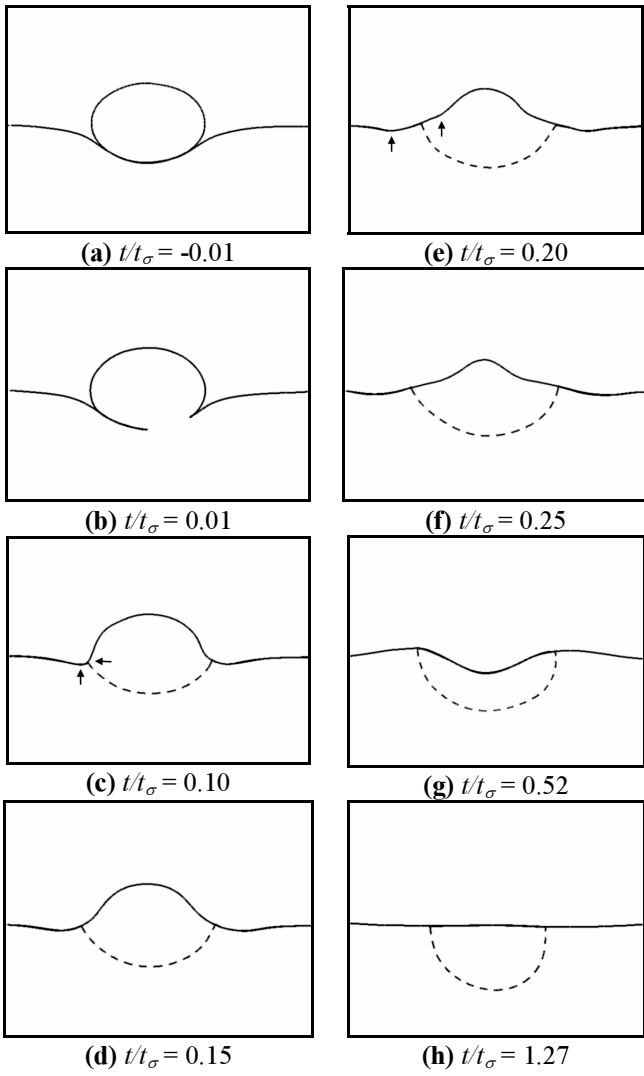 (a) t/tσ = -0.01
(e) t/tσ = 0.20
(b) t/tσ = 0.01
(f) t/tσ = 0.25
(c) t/tσ = 0.10
(g) t/tσ = 0.52
(d) t/tσ = 0.15
(h) t/tσ = 1.27